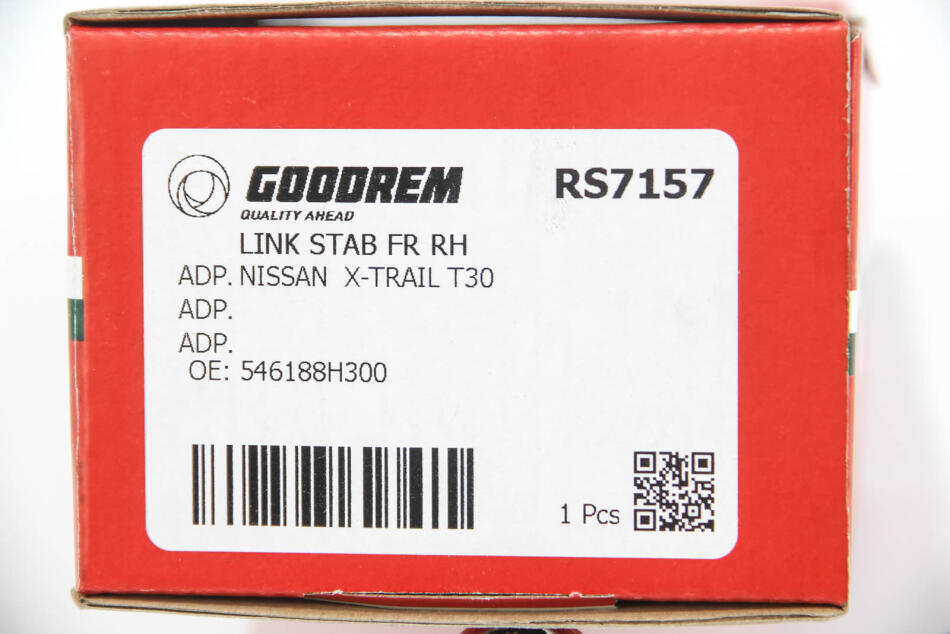 GOODREM
QUALITY AHEAD
RS7157
LINK STAB FR RH
ADP. NISSAN X-TRAIL T30
ADP.
ADP.
OE: 546188H300
1 Pcs